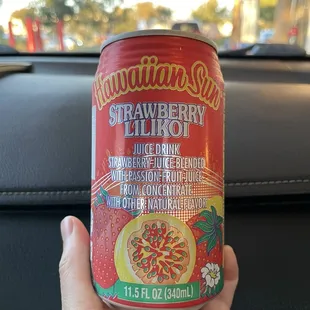 Hawaiian Sun
STRAWBERRY
LILIKOI
JUICE DRINK
STRAWBERRY JUICE BLENDED
WITH PASSION FRUIT JUICE
FROM CONCENTRATE
WITH OTHER NATURAL FLAVORS
11.5 FL OZ (340mL)